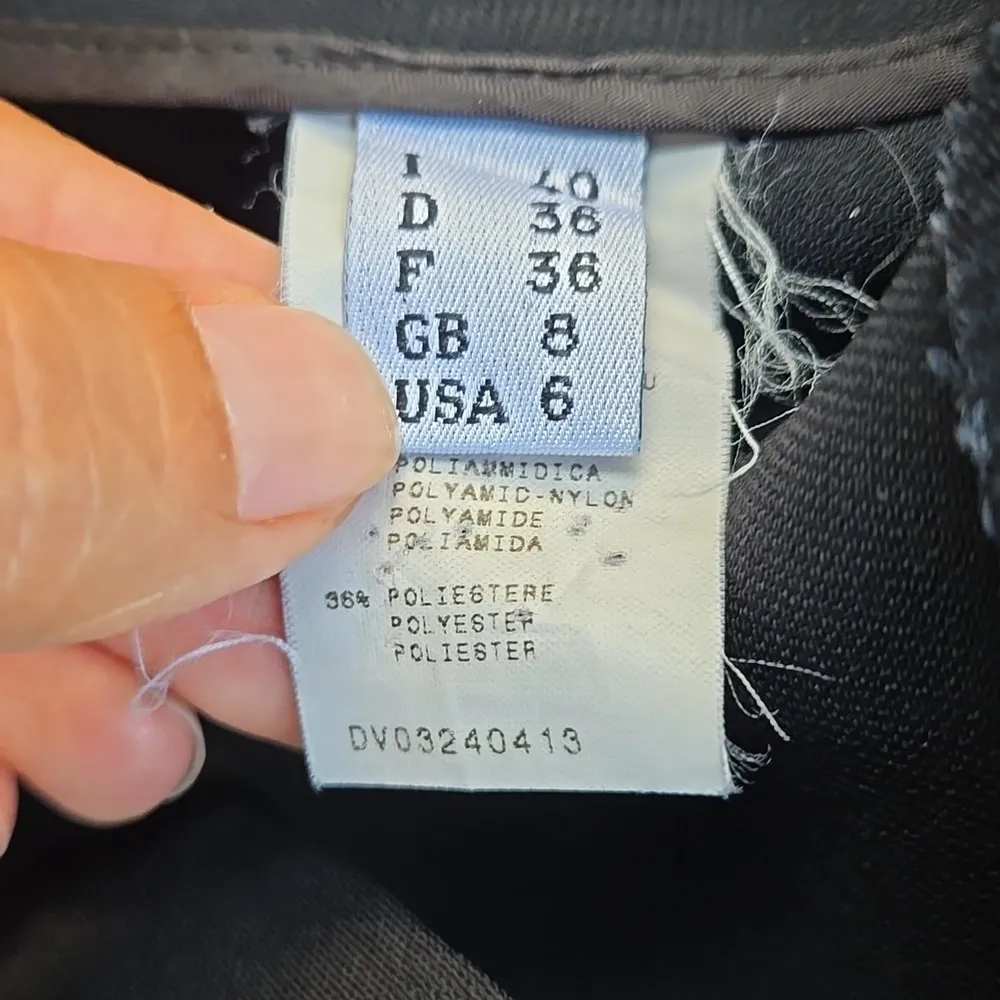 I 40
D 36
F 36
GB 8
USA 6
POLIAMMIDICA
POLYAMID-NYLON
POLYAMIDE
POLIAMIDA
36% POLIESTERE
POLYESTER
POLIESTER
DV03240413